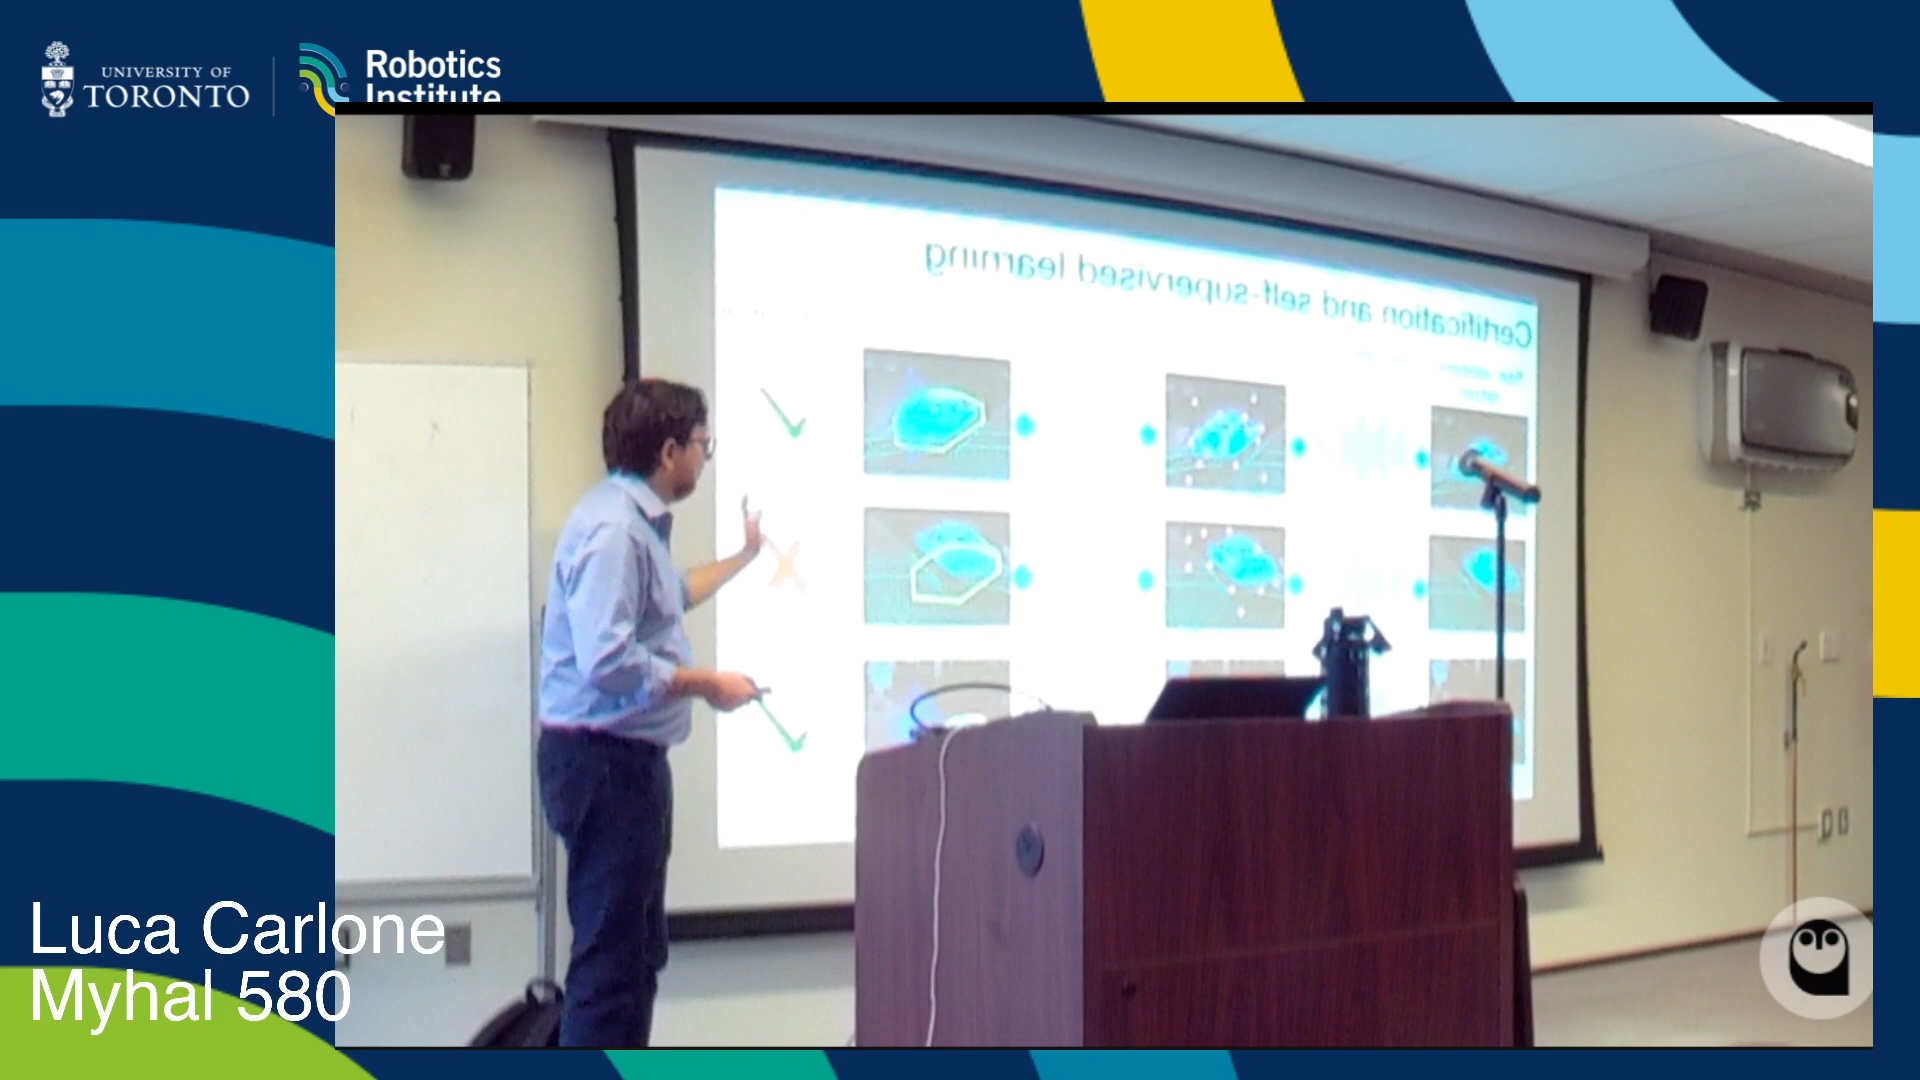 UNIVERSITY OF
TORONTO
Robotics
Institute
Certification and self-supervised learning
Luca Carlone
Myhal 580